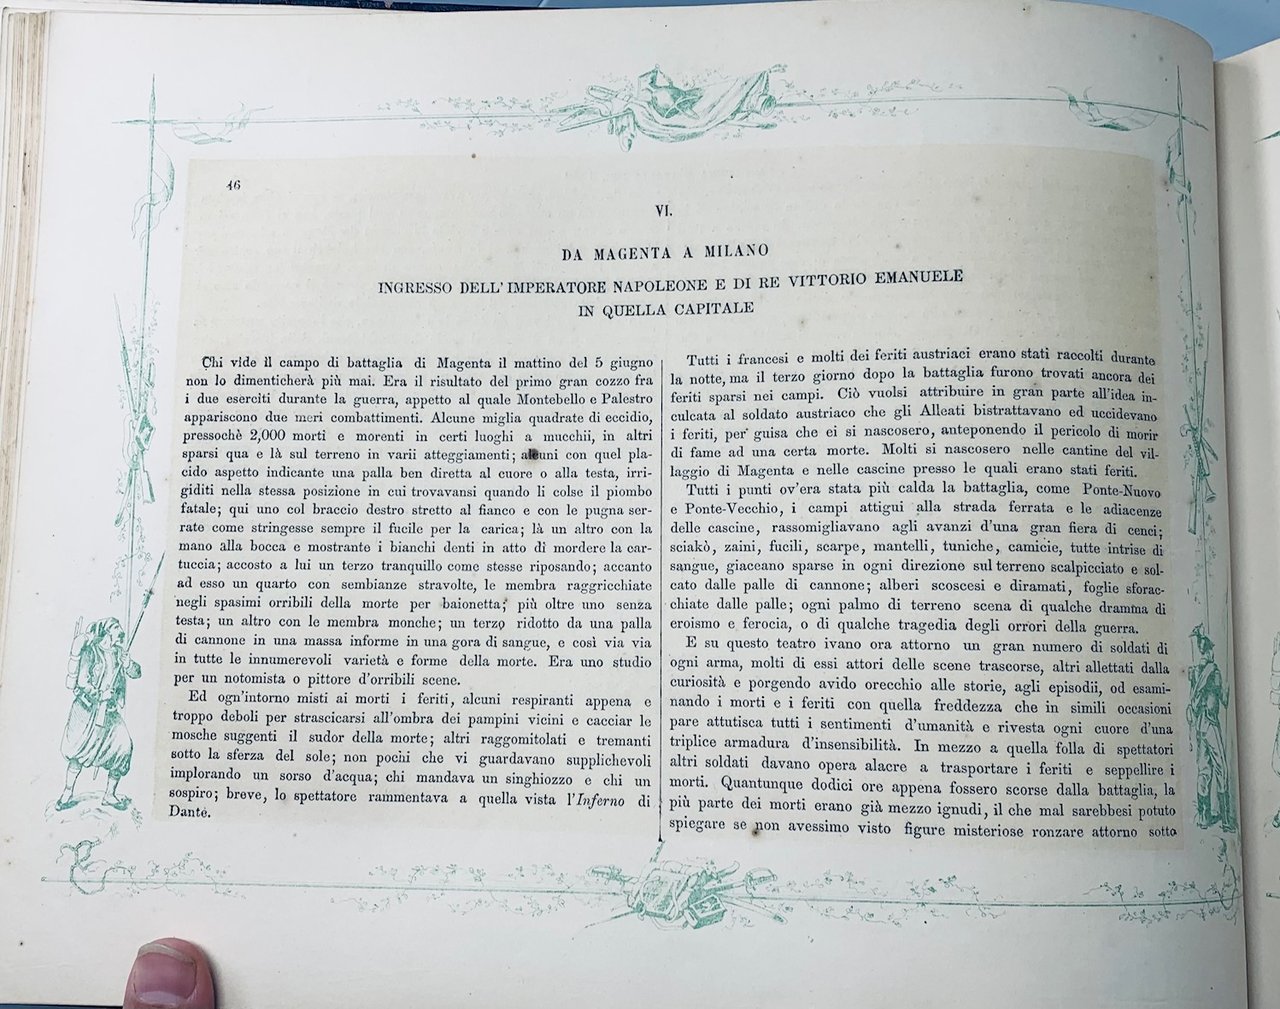 46
VI.
DA MAGENTA A MILANO
INGRESSO DELL'IMPERATORE NAPOLEONE E DI RE VITTORIO EMANUELE
IN QUELLA CAPITALE
Chi vide il campo di battaglia di Magenta il mattino del 5 giugno
non lo dimenticherà più mai. Era il risultato del primo gran cozzo fra
i due eserciti durante la guerra, appetto al quale Montebello e Palestro
appariscono due meri combattimenti. Alcune miglia quadrate di eccidio,
pressochè 2,000 morti e morenti in certi luoghi a mucchii, in altri
sparsi qua e là sul terreno in varii atteggiamenti; alcuni con quel pla-
cido aspetto indicante una palla ben diretta al cuore o alla testa, irri-
giditi nella stessa posizione in cui trovavansi quando li colse il piombo
fatale; qui uno col braccio destro stretto al fianco e con le pugna ser-
rate come stringesse sempre il fucile per la carica; là un altro con la
mano alla bocca e mostrante i bianchi denti in atto di mordere la car-
tuccia; accosto a lui un terzo tranquillo come stesse riposando; accanto
ad esso un quarto con sembianze stravolte, le membra raggricchiate
negli spasimi orribili della morte per baionetta; più oltre uno senza
testa; un altro con le membra monche; un terzo ridotto da una palla
di cannone in una massa informe in una gora di sangue, e così via via
in tutte le innumerevoli varietà e forme della morte. Era uno studio
per un notomista o pittore d'orribili scene.
Ed ogn'intorno misti ai morti i feriti, alcuni respiranti appena e
troppo deboli per strascicarsi all'ombra dei pampini vicini e cacciar le
mosche suggenti il sudor della morte; altri raggomitolati e tremanti
sotto la sferza del sole; non pochi che vi guardavano supplichevoli
implorando un sorso d'acqua; chi mandava un singhiozzo e chi un
sospiro; breve, lo spettatore rammentava a quella vista l'Inferno di
Dante.
Tutti i francesi e molti dei feriti austriaci erano stati raccolti durante
la notte, ma il terzo giorno dopo la battaglia furono trovati ancora dei
feriti sparsi nei campi. Ciò vuolsi attribuire in gran parte all'idea in-
culcata al soldato austriaco che gli Alleati bistrattavano ed uccidevano
i feriti, per guisa che ei si nascosero, anteponendo il pericolo di morir
di fame ad una certa morte. Molti si nascosero nelle cantine del vil-
laggio di Magenta e nelle cascine presso le quali erano stati feriti.
Tutti i punti ov'era stata più calda la battaglia, come Ponte-Nuovo
e Ponte-Vecchio, i campi attigui alla strada ferrata e le adiacenze
delle cascine, rassomigliavano agli avanzi d'una gran fiera di cenci;
sciakò, zaini, fucili, scarpe, mantelli, tuniche, camicie, tutte intrise di
sangue, giaceano sparse in ogni direzione sul terreno scalpicciato e sol-
cato dalle palle di cannone; alberi scoscesi e diramati, foglie sforac-
chiate dalle palle; ogni palmo di terreno scena di qualche dramma di
eroismo e ferocia, o di qualche tragedia degli orrori della guerra.
E su questo teatro ivano ora attorno un gran numero di soldati di
ogni arma, molti di essi attori delle scene trascorse, altri allettati dalla
curiosità e porgendo avido orecchio alle storie, agli episodii, od esami-
nando i morti e i feriti con quella freddezza che in simili occasioni
pare attutisca tutti i sentimenti d'umanità e rivesta ogni cuore d'una
triplice armadura d'insensibilità. In mezzo a quella folla di spettatori
altri soldati davano opera alacre a trasportare i feriti e seppellire i
morti. Quantunque dodici ore appena fossero scorse dalla battaglia, la
più parte dei morti erano già mezzo ignudi, il che mal sarebbesi potuto
spiegare se non avessimo visto figure misteriose ronzare attorno sotto